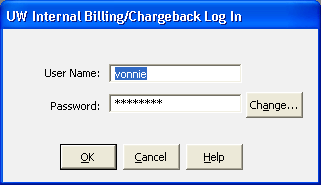 UW Internal Billing/Chargeback Log In
User Name: vonnie
Password: ******** Change...
OK Cancel Help